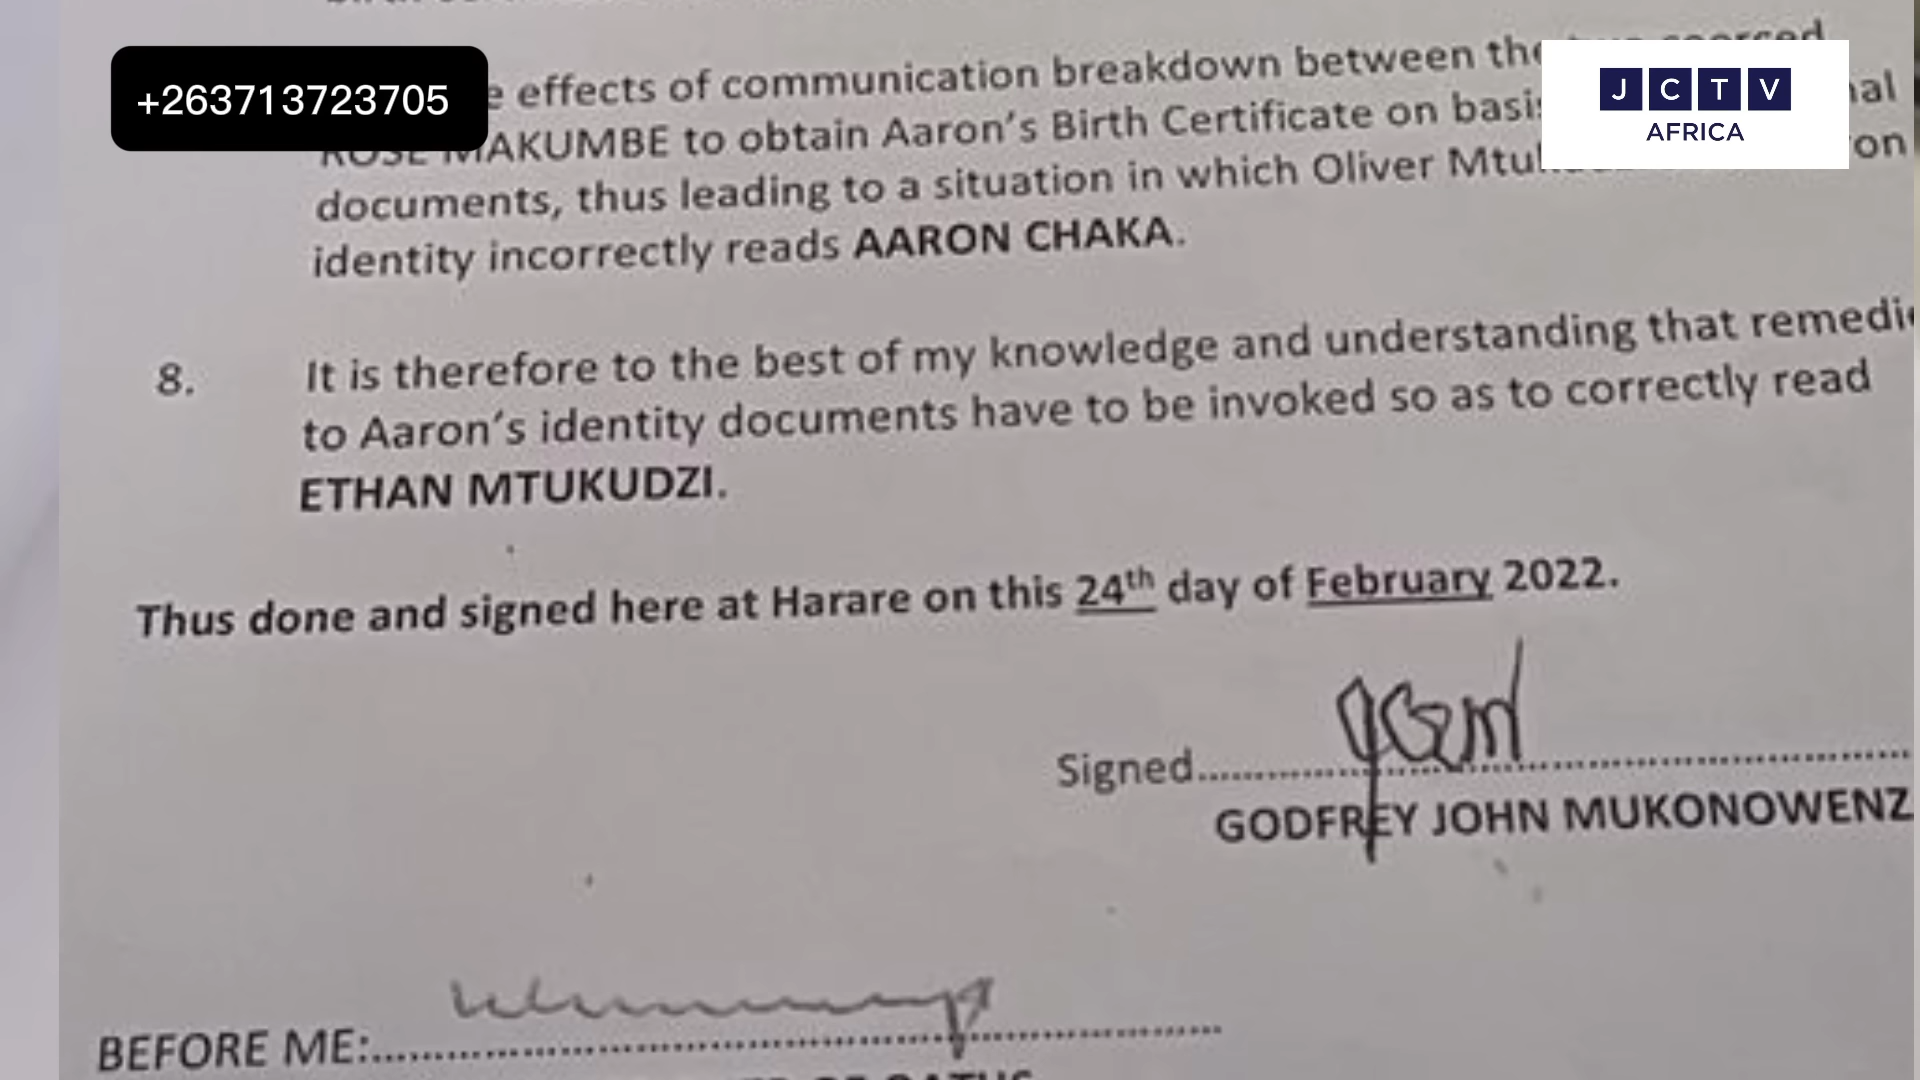 +263713723705
JCTV
AFRICA
effects of communication breakdown between the
MAKUMBE to obtain Aaron's Birth Certificate on basis
documents, thus leading to a situation in which Oliver
identity incorrectly reads AARON CHAKA.
8. It is therefore to the best of my knowledge and understanding that
to Aaron's identity documents have to be invoked so as to correctly read
ETHAN MTUKUDZI.
Thus done and signed here at Harare on this 24th day of February 2022.
Signed
GODFREY JOHN MUKONOWENZ
BEFORE ME: